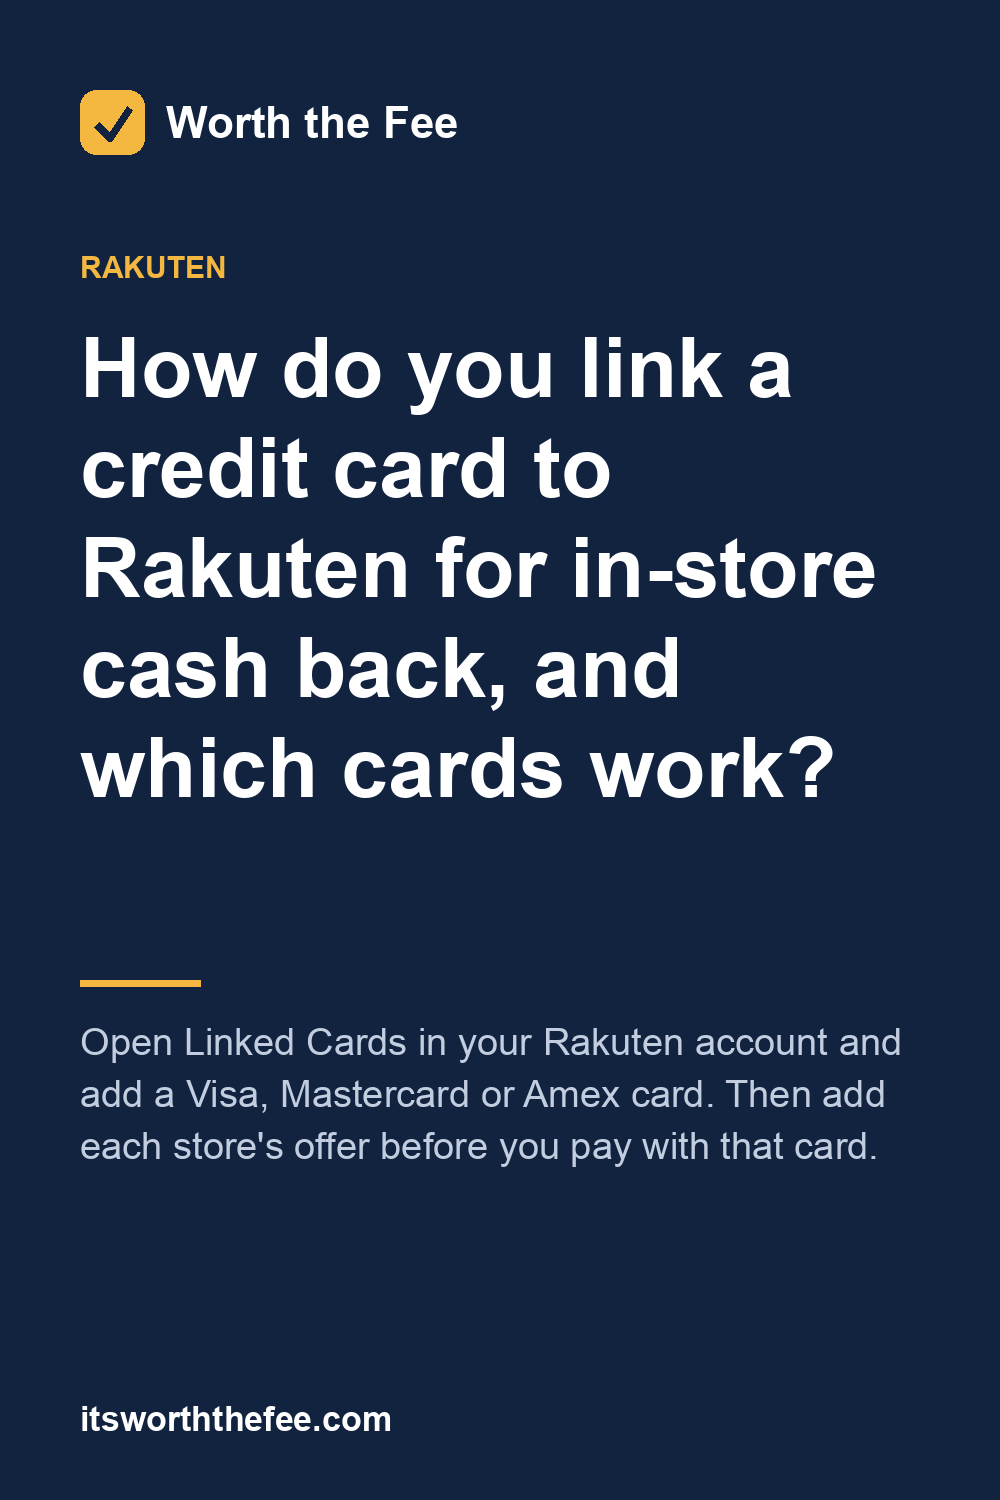 Worth the Fee
RAKUTEN
How do you link a
credit card to
Rakuten for in-store
cash back, and
which cards work?
Open Linked Cards in your Rakuten account and
add a Visa, Mastercard or Amex card. Then add
each store's offer before you pay with that card.
itsworththefee.com